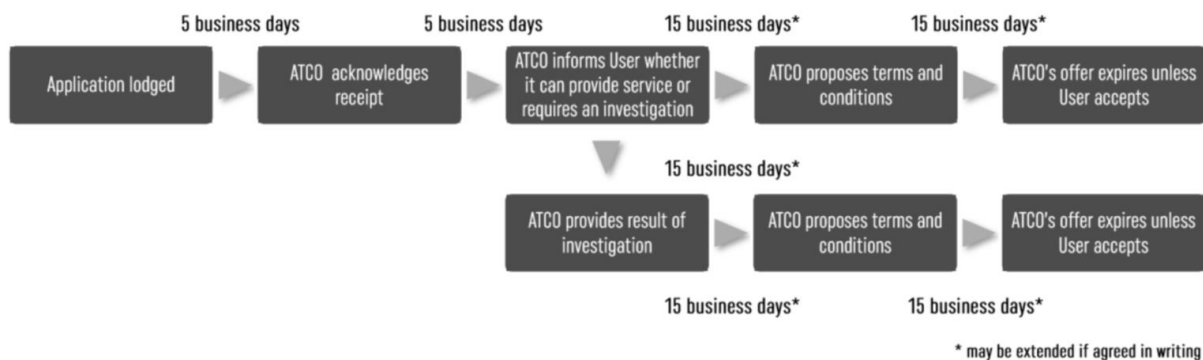 5 business days
5 business days
15 business days*
15 business days*
Application lodged
ATCO acknowledges
receipt
ATCO informs User whether
it can provide service or
requires an investigation
ATCO proposes terms and
conditions
ATCO's offer expires unless
User accepts
15 business days*
ATCO provides result of
investigation
ATCO proposes terms and
conditions
ATCO's offer expires unless
User accepts
15 business days*
15 business days*
* may be extended if agreed in writing